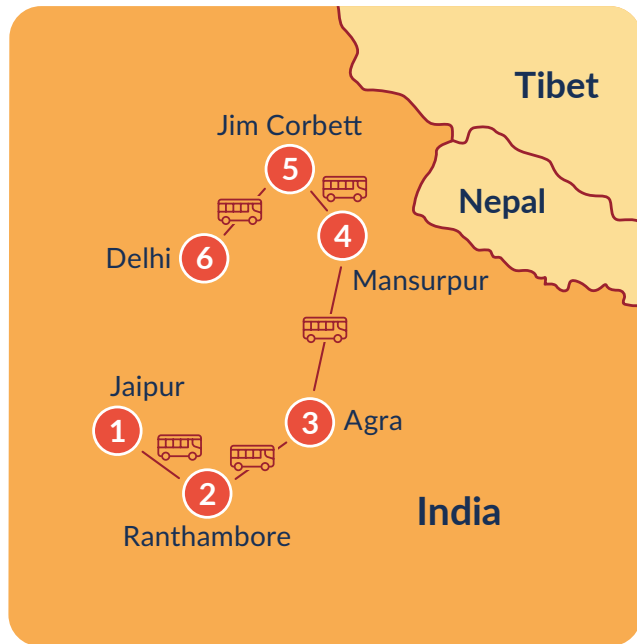 Tibet
Jim Corbett
5
4
Nepal
Delhi
6
Mansurpur
Jaipur
1
3
Agra
2
Ranthambore
India